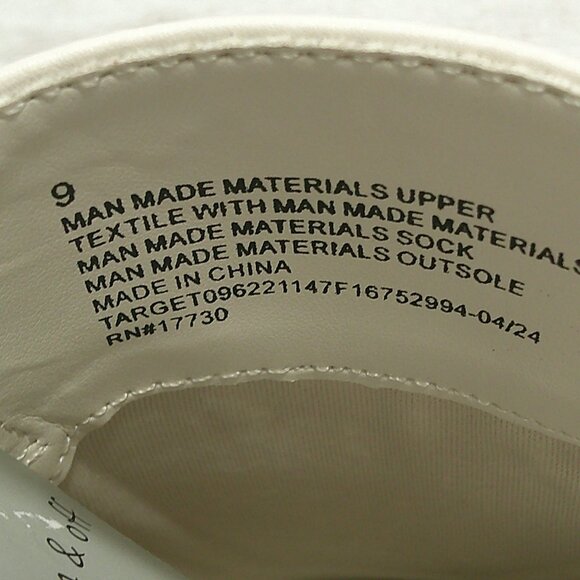 9
MAN MADE MATERIALS UPPER
TEXTILE WITH MAN MADE MATERIALS
MAN MADE MATERIALS SOCK
MAN MADE MATERIALS OUTSOLE
MADE IN CHINA
TARGET096221147F16752994-04/24
RN#17730
& off